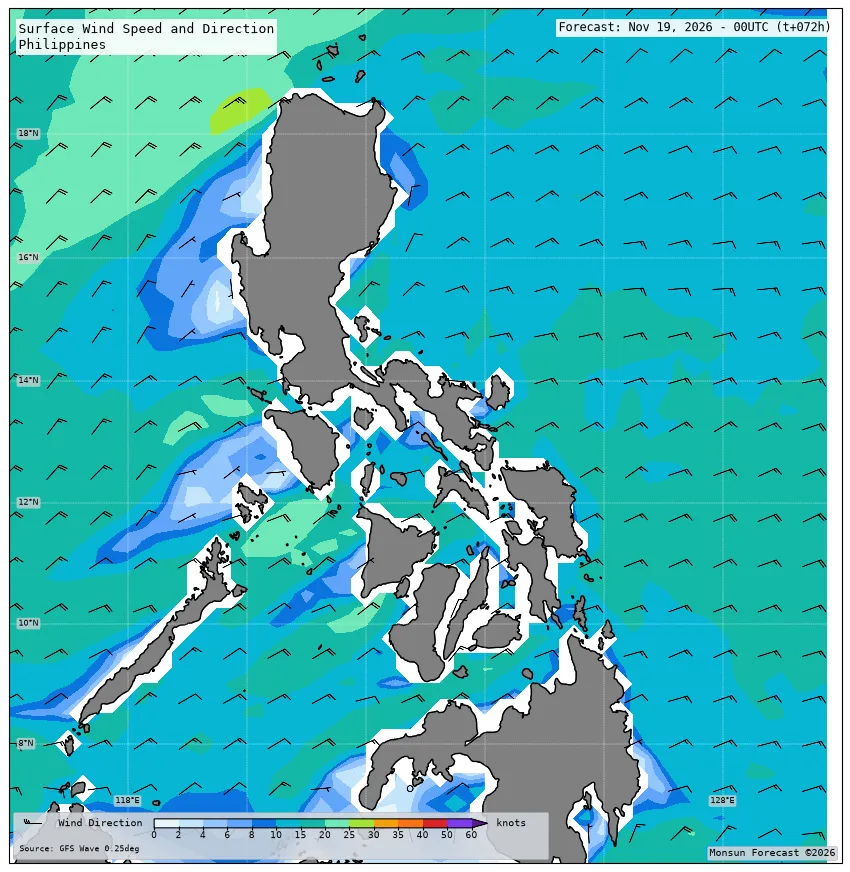 Surface Wind Speed and Direction
Philippines
Forecast: Nov 19, 2026 - 00UTC (t+072h)
18°N
16°N
14°N
12°N
10°N
8°N
118°E
128°E
Wind Direction
0 2 4 6 8 10 15 20 25 30 35 40 50 60
knots
Source: GFS Wave 0.25deg
Monsun Forecast ©2026